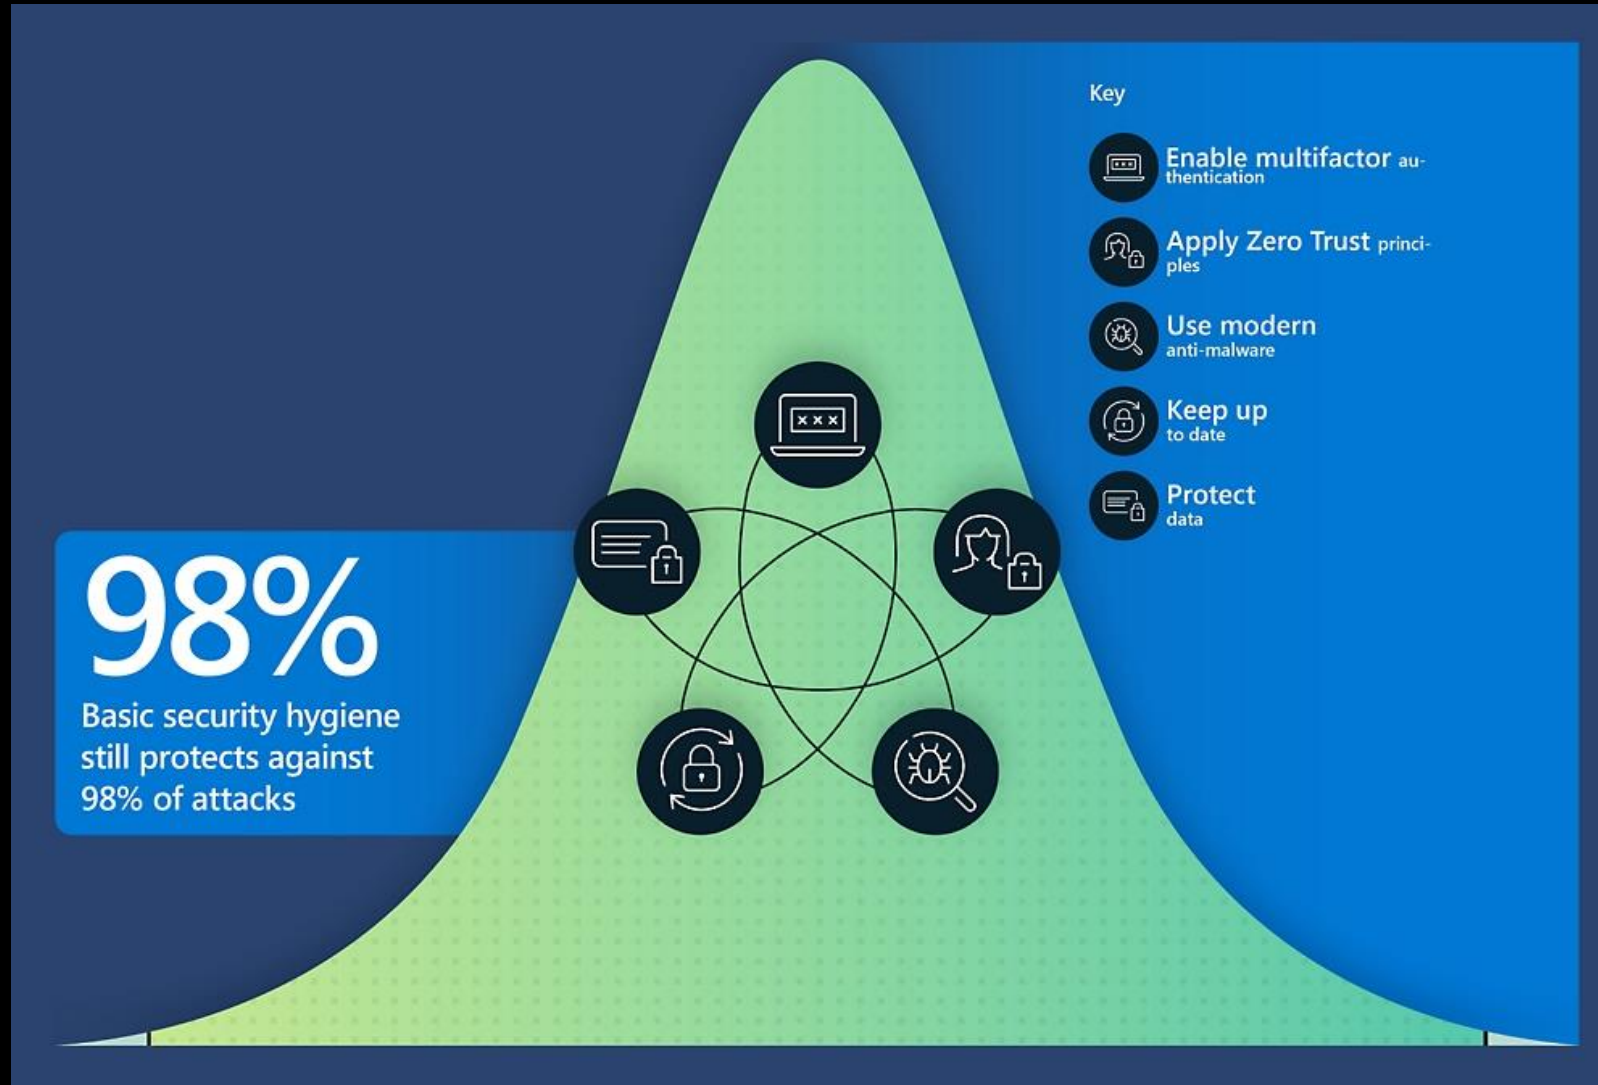 Key
Enable multifactor au-
thentication
Apply Zero Trust princi-
ples
Use modern
anti-malware
Keep up
to date
Protect
data
98%
Basic security hygiene
still protects against
98% of attacks